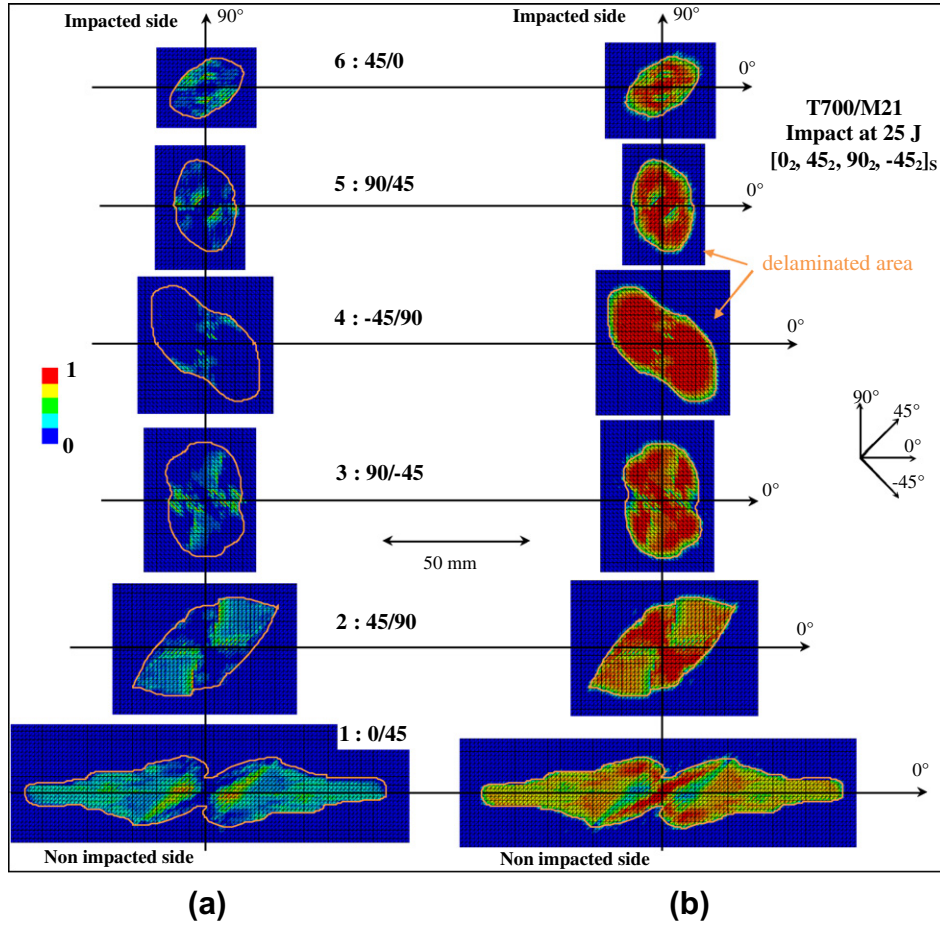 Impacted side
90°
Impacted side
90°
6 : 45/0
0°
T700/M21
Impact at 25 J
[0₂, 45₂, 90₂, -45₂]s
5 : 90/45
0°
delaminated area
4 : -45/90
0°
1
0
90°
45°
0°
-45°
3 : 90/-45
0°
50 mm
2 : 45/90
0°
1 : 0/45
0°
Non impacted side
Non impacted side
(a)
(b)